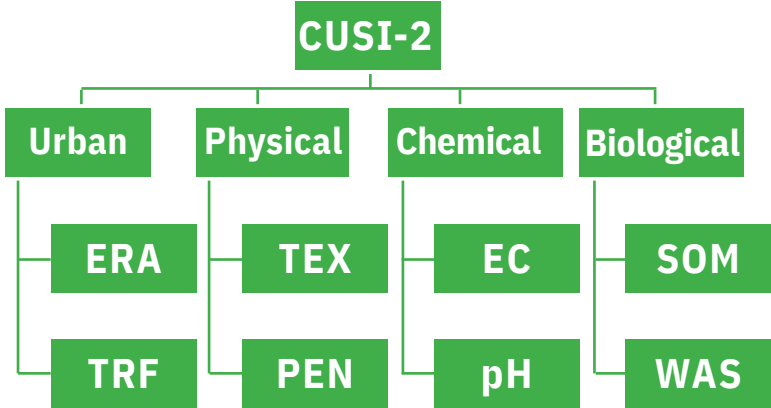 CUSI-2
Urban
Physical
Chemical
Biological
ERA
TEX
EC
SOM
TRF
PEN
pH
WAS